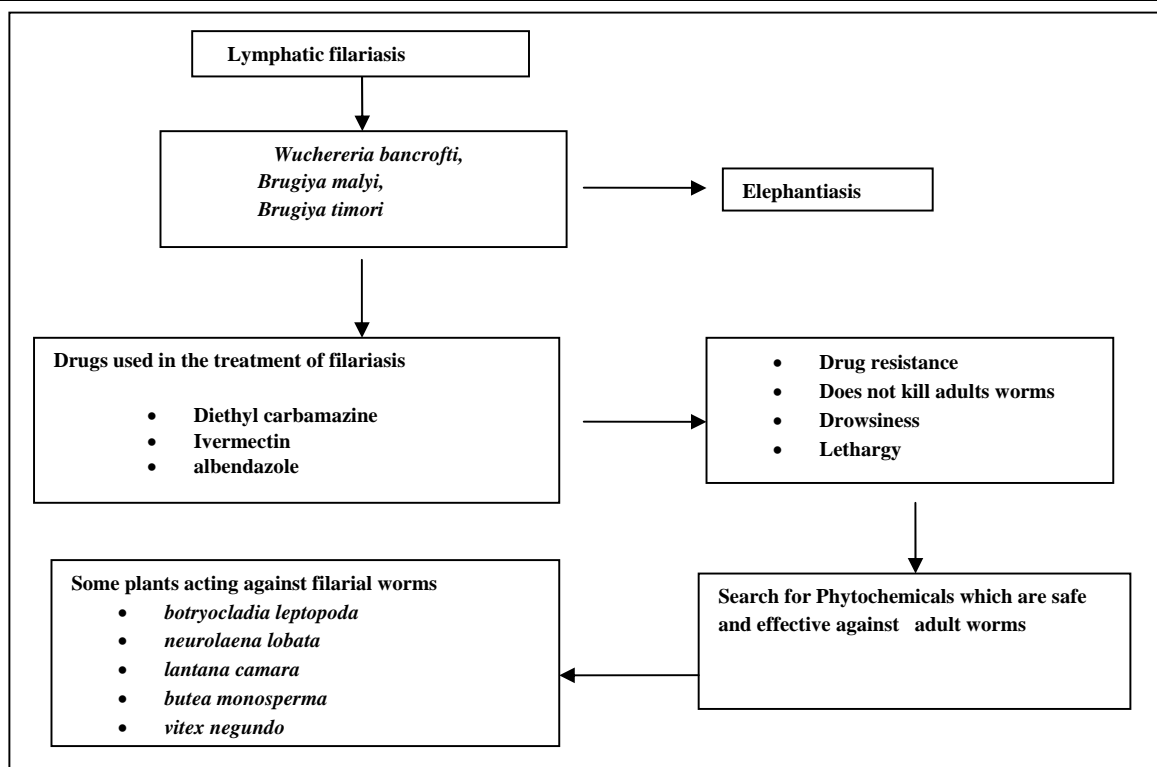 Lymphatic filariasis
Wuchereria bancrofti,
Brugiya malyi,
Brugiya timori
Elephantiasis
Drugs used in the treatment of filariasis
• Diethyl carbamazine
• Ivermectin
• albendazole
• Drug resistance
• Does not kill adults worms
• Drowsiness
• Lethargy
Search for Phytochemicals which are safe
and effective against adult worms
Some plants acting against filarial worms
• botryocladia leptopoda
• neurolaena lobata
• lantana camara
• butea monosperma
• vitex negundo